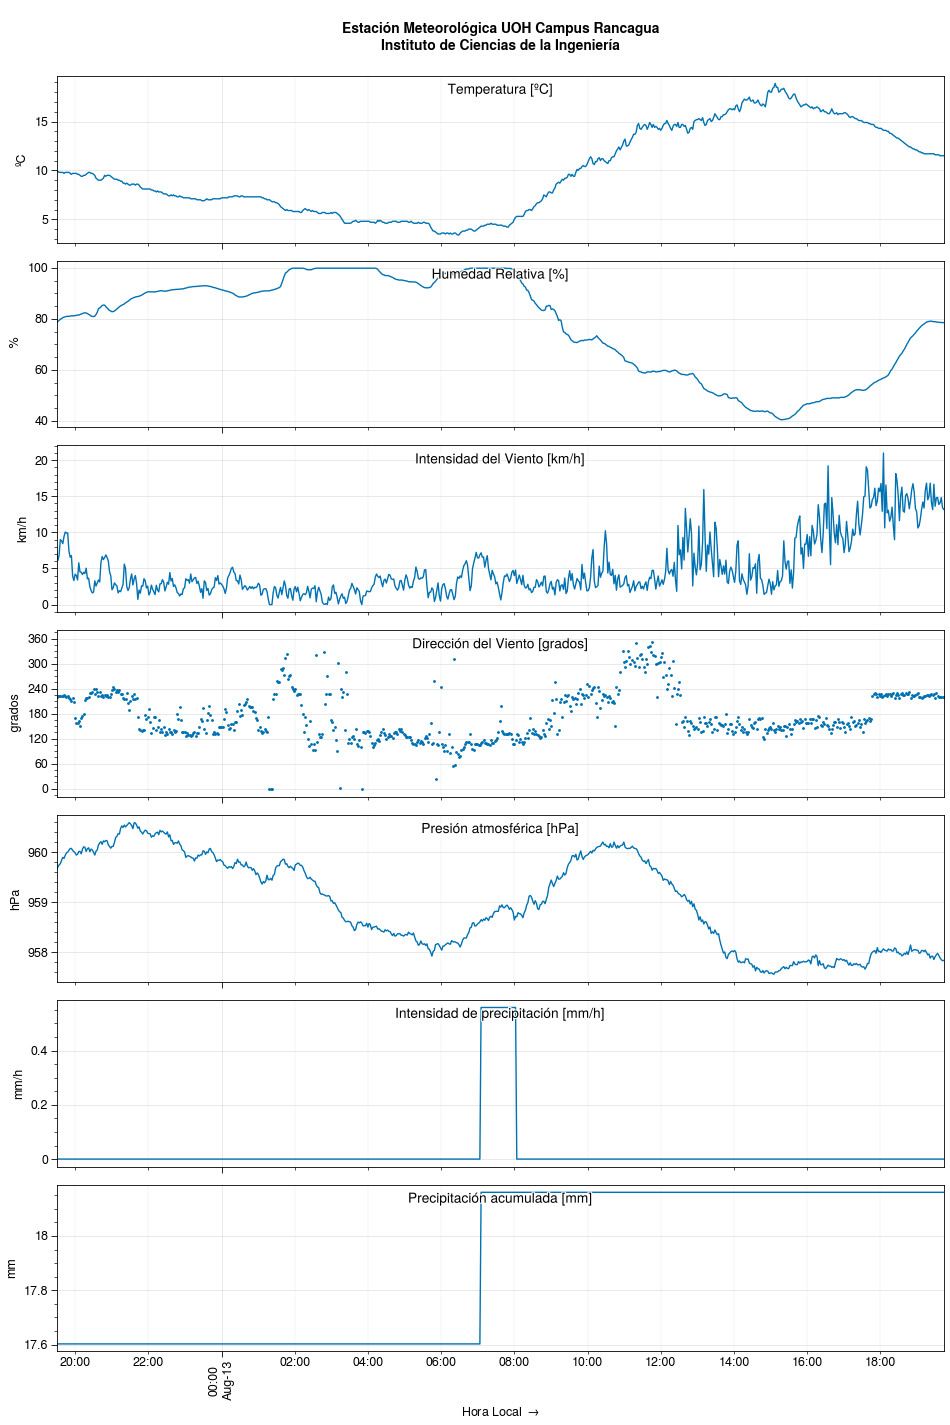 Estación Meteorológica UOH Campus Rancagua
Instituto de Ciencias de la Ingeniería
Temperatura [ºC]
15
10
5
ºC
Humedad Relativa [%]
100
80
60
40
%
Intensidad del Viento [km/h]
20
15
10
5
0
km/h
Dirección del Viento [grados]
360
300
240
180
120
60
0
grados
Presión atmosférica [hPa]
960
959
958
hPa
Intensidad de precipitación [mm/h]
0.4
0.2
0
mm/h
Precipitación acumulada [mm]
18
17.8
17.6
mm
20:00 22:00 00:00 02:00 04:00 06:00 08:00 10:00 12:00 14:00 16:00 18:00
Aug-13
Hora Local →